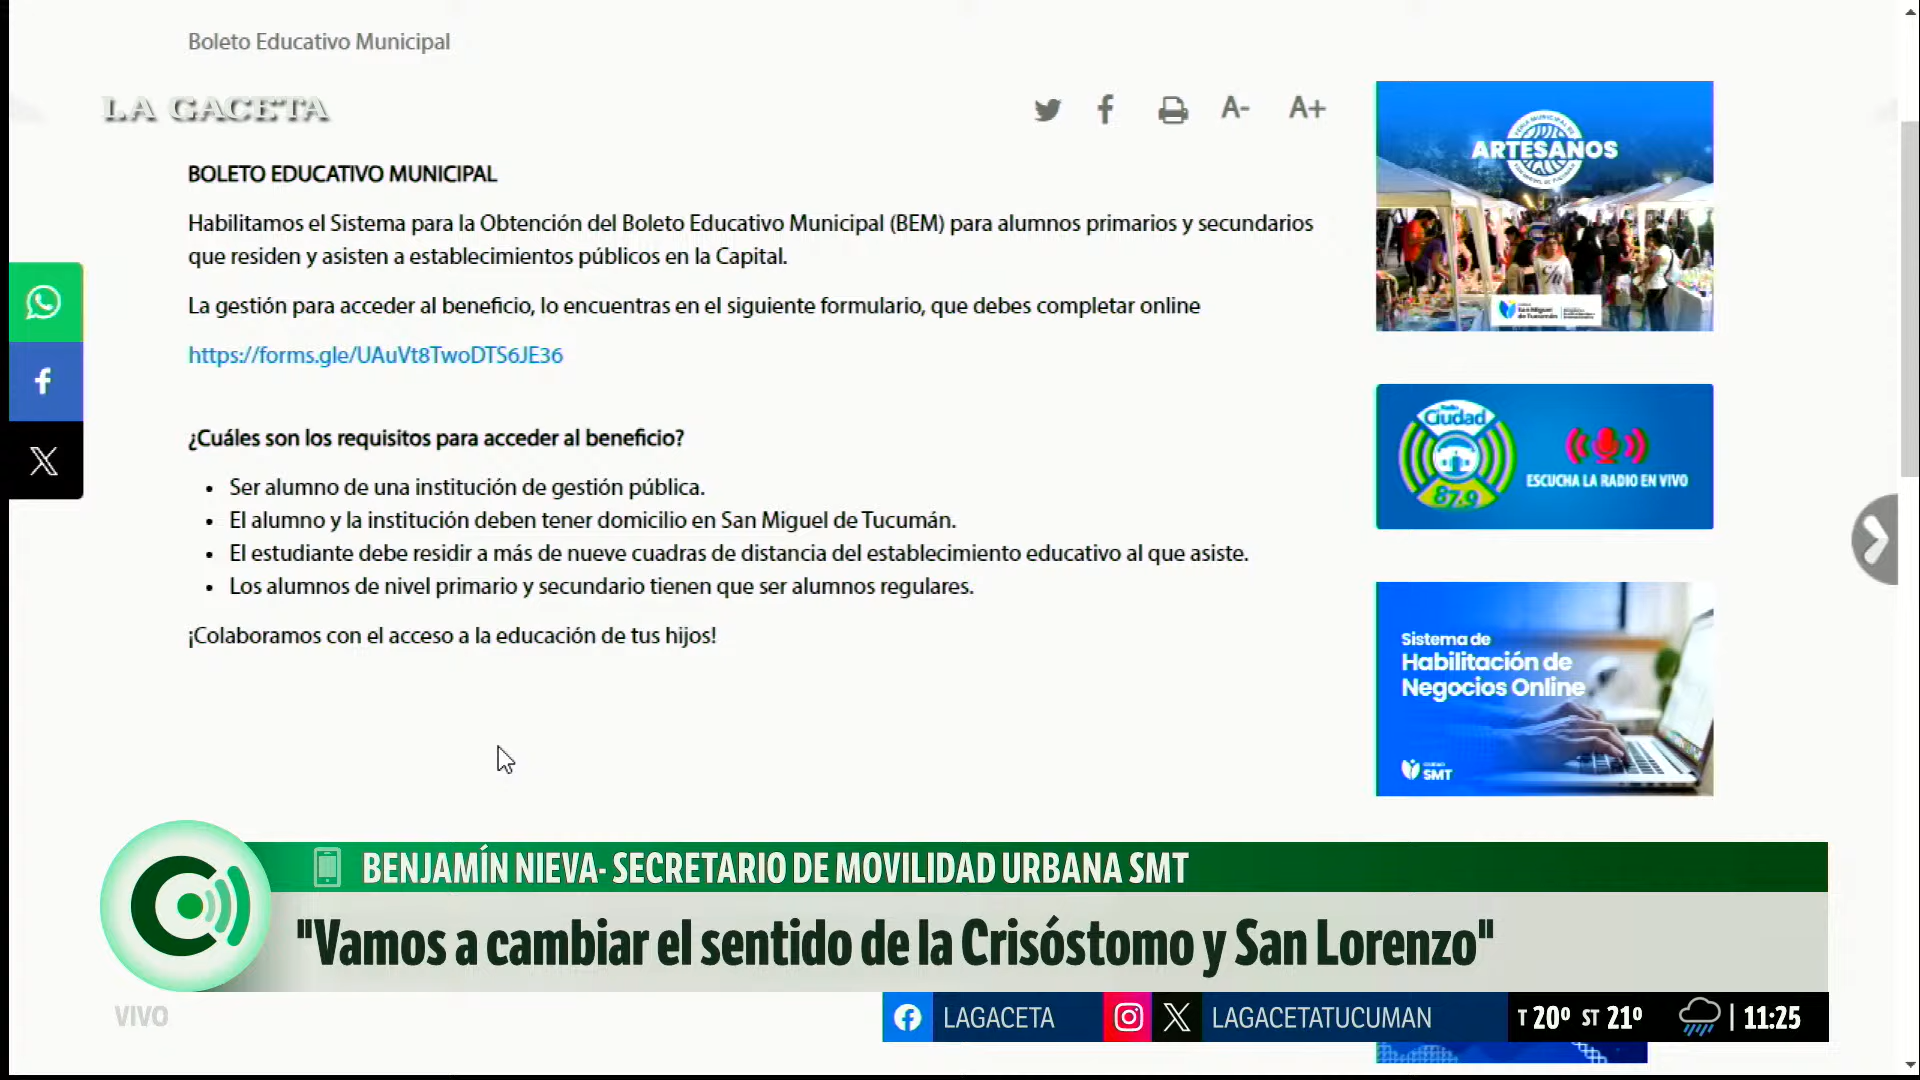 Boleto Educativo Municipal
LA GACETA
A- A+
BOLETO EDUCATIVO MUNICIPAL
Habilitamos el Sistema para la Obtención del Boleto Educativo Municipal (BEM) para alumnos primarios y secundarios
que residen y asisten a establecimientos públicos en la Capital.
La gestión para acceder al beneficio, lo encuentras en el siguiente formulario, que debes completar online
https://forms.gle/UAuVt8TwoDTS6JE36
¿Cuáles son los requisitos para acceder al beneficio?
• Ser alumno de una institución de gestión pública.
• El alumno y la institución deben tener domicilio en San Miguel de Tucumán.
• El estudiante debe residir a más de nueve cuadras de distancia del establecimiento educativo al que asiste.
• Los alumnos de nivel primario y secundario tienen que ser alumnos regulares.
¡Colaboramos con el acceso a la educación de tus hijos!
ARTESANOS
San Miguel
de Tucumán
Ciudad
87.9
ESCUCHA LA RADIO EN VIVO
Sistema de
Habilitación de
Negocios Online
SMT
BENJAMÍN NIEVA- SECRETARIO DE MOVILIDAD URBANA SMT
"Vamos a cambiar el sentido de la Crisóstomo y San Lorenzo"
VIVO
LAGACETA
LAGACETATUCUMAN
T 20º ST 21º
11:25